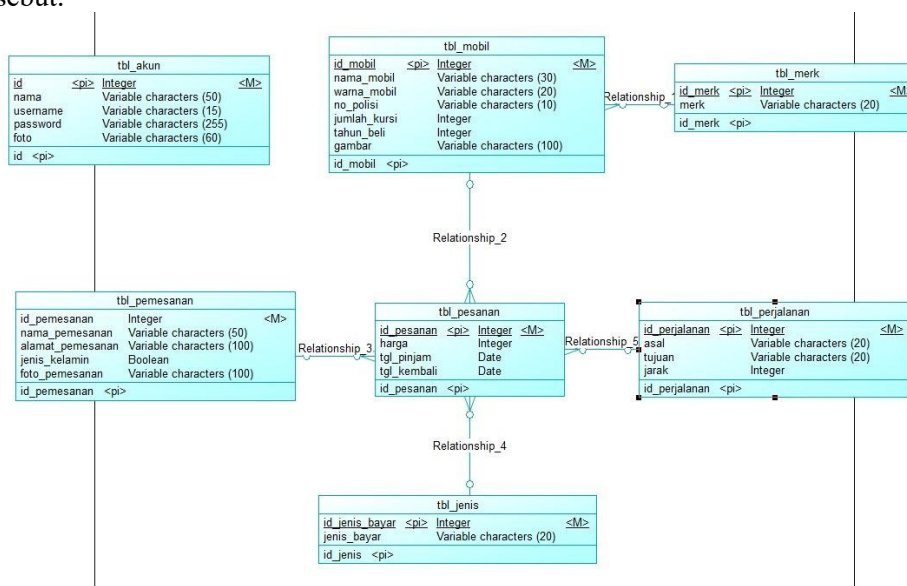 sebut.
tbl_akun
id <pi> Integer <M>
nama Variable characters (50)
username Variable characters (15)
password Variable characters (255)
foto Variable characters (60)
id <pi>
tbl_mobil
id_mobil <pi> Integer <M>
nama_mobil Variable characters (30)
warna_mobil Variable characters (20)
no_polisi Variable characters (10)
jumlah_kursi Integer
tahun_beli Integer
gambar Variable characters (100)
id_mobil <pi>
Relationship_
tbl_merk
id_merk <pi> Integer <M>
merk Variable characters (20)
id_merk <pi>
Relationship_2
tbl_pemesanan
id_pemesanan Integer <M>
nama_pemesanan Variable characters (50)
alamat_pemesanan Variable characters (100)
jenis_kelamin Boolean
foto_pemesanan Variable characters (100)
id_pemesanan <pi>
Relationship_3
tbl_pesanan
id_pesanan <pi> Integer <M>
harga Integer
tgl_pinjam Date
tgl_kembali Date
id_pesanan <pi>
Relationship_5
tbl_perjalanan
id_perjalanan <pi> Integer <M>
asal Variable characters (20)
tujuan Variable characters (20)
jarak Integer
id_perjalanan <pi>
Relationship_4
tbl_jenis
id_jenis_bayar <pi> Integer <M>
jenis_bayar Variable characters (20)
id_jenis <pi>